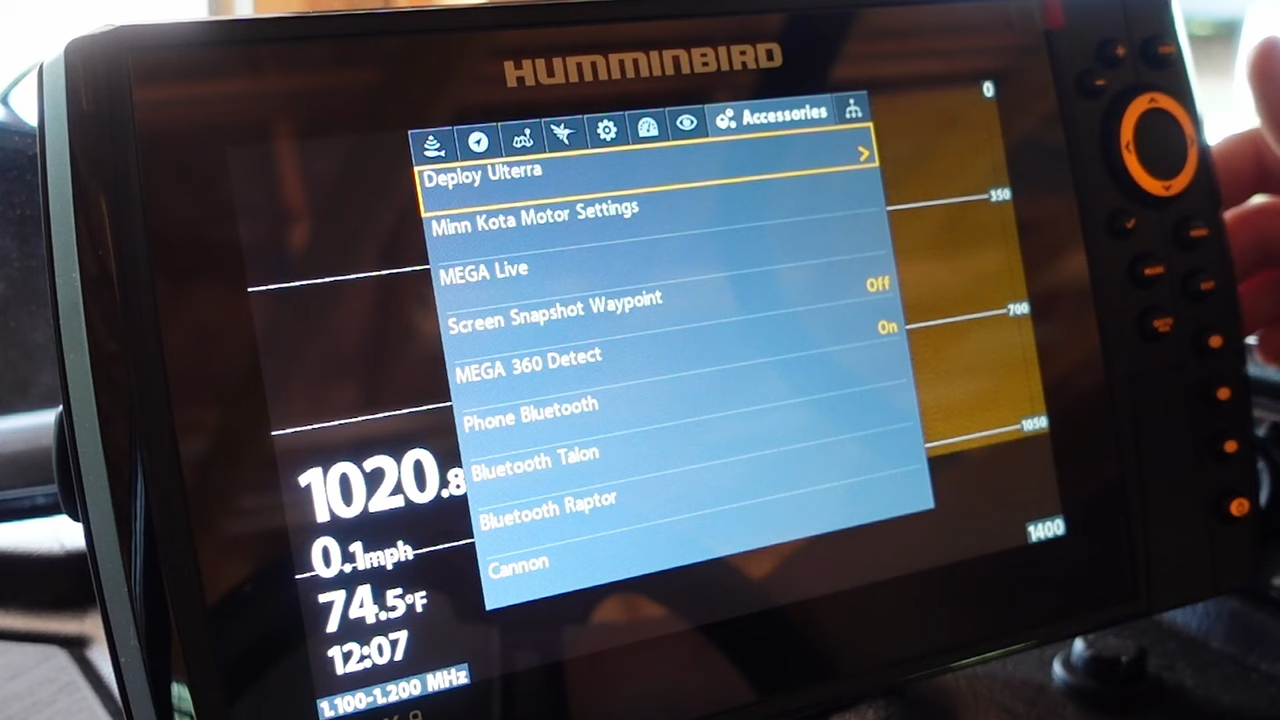 HUMMINBIRD
Accessories
Deploy Ulterra
Minn Kota Motor Settings
MEGA Live
Screen Snapshot Waypoint Off
MEGA 360 Detect On
Phone Bluetooth
Bluetooth Talon
Bluetooth Raptor
Cannon
0
350
700
1050
1400
1020.8
0.1mph
74.5°F
12:07
1.100-1.200 MHz